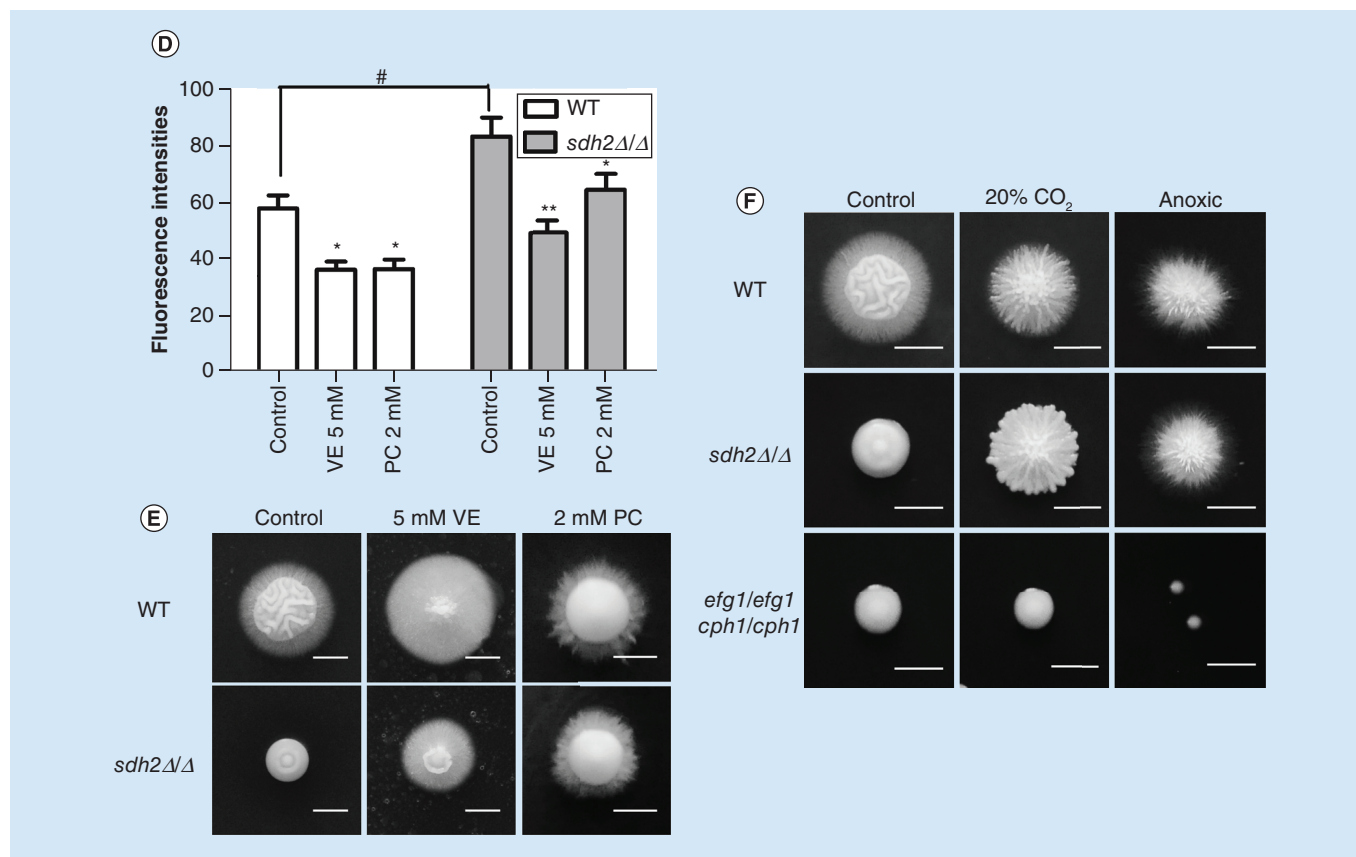 D
#
Fluorescence intensities
100
80
60
40
20
0
WT
sdh2Δ/Δ
*
*
**
*
Control
VE 5 mM
PC 2 mM
Control
VE 5 mM
PC 2 mM
E
Control
5 mM VE
2 mM PC
WT
sdh2Δ/Δ
F
Control
20% CO₂
Anoxic
WT
sdh2Δ/Δ
efg1/efg1
cph1/cph1